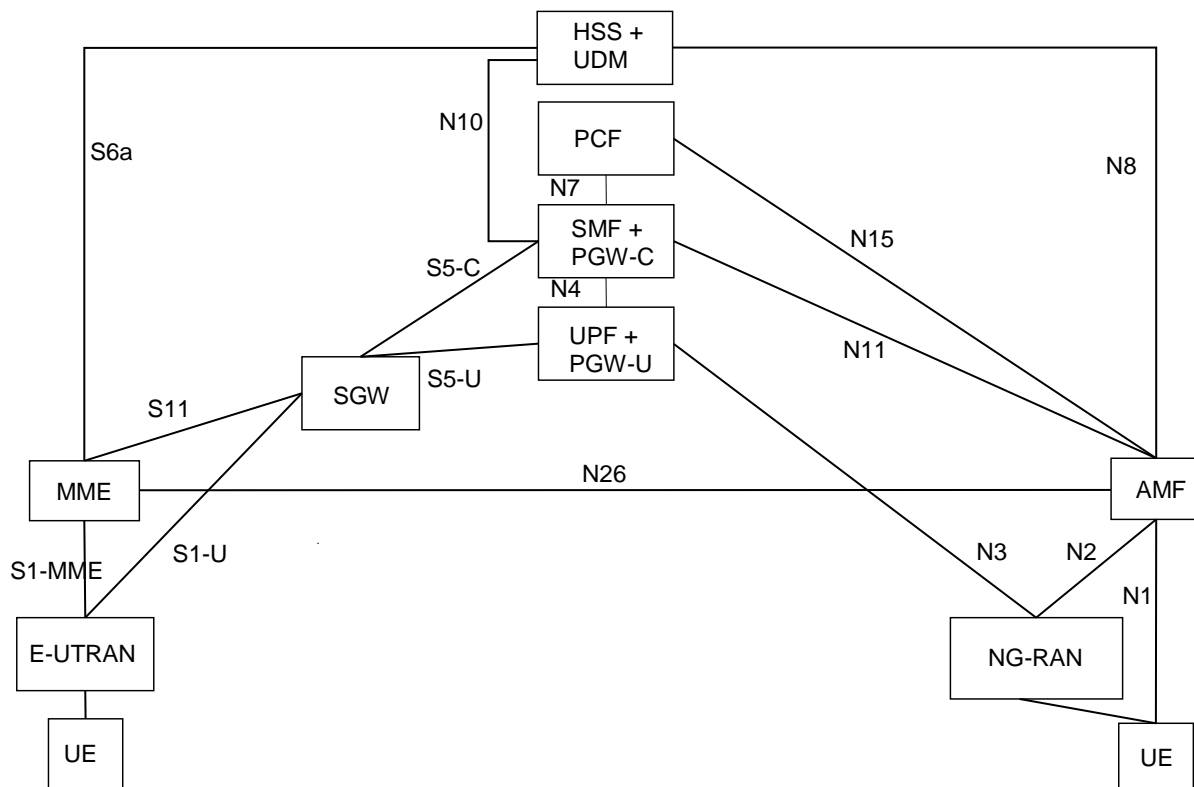 HSS +
UDM
N10
PCF
S6a
N8
N7
SMF +
PGW-C
N15
S5-C
N4
UPF +
PGW-U
N11
S5-U
SGW
S11
N26
MME
AMF
S1-U
N3
N2
S1-MME
N1
E-UTRAN
NG-RAN
UE
UE